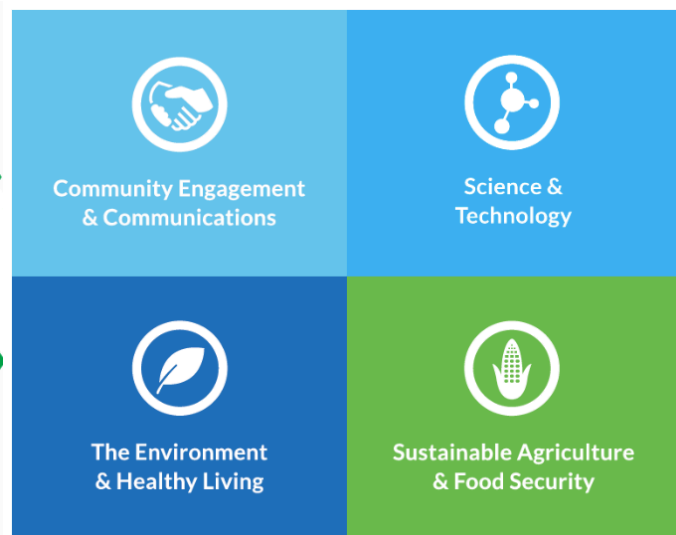 Community Engagement
& Communications
Science &
Technology
The Environment
& Healthy Living
Sustainable Agriculture
& Food Security